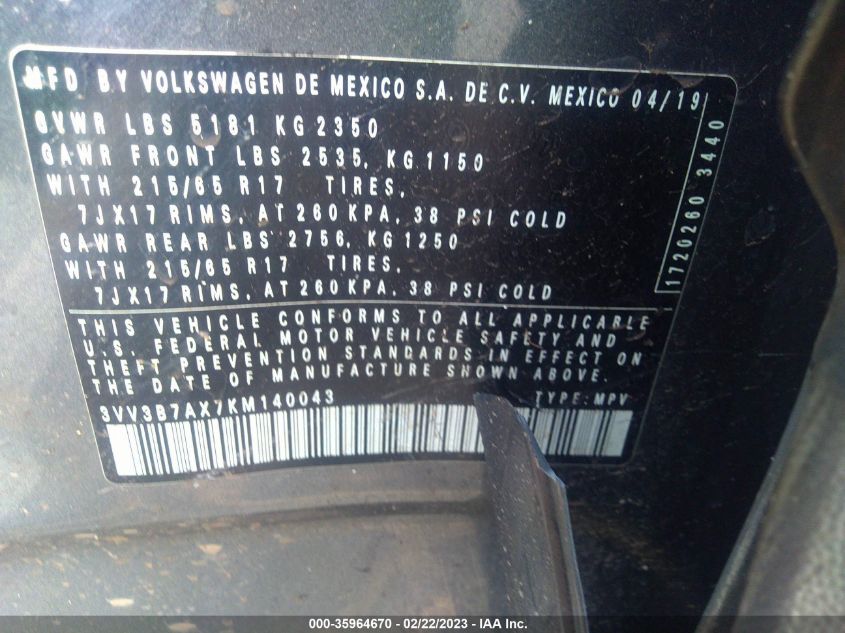 MFD BY VOLKSWAGEN DE MEXICO S.A. DE C.V. MEXICO 04/19
GVWR LBS 5181 KG 2350
GAWR FRONT LBS 2535, KG 1150
WITH 215/65 R17 TIRES,
7JX17 RIMS, AT 260 KPA, 38 PSI COLD
GAWR REAR LBS 2756, KG 1250
WITH 215/65 R17 TIRES,
7JX17 RIMS, AT 260 KPA, 38 PSI COLD
1720260 3440
THIS VEHICLE CONFORMS TO ALL APPLICABLE
U.S. FEDERAL MOTOR VEHICLE SAFETY AND
THEFT PREVENTION STANDARDS IN EFFECT ON
THE DATE OF MANUFACTURE SHOWN ABOVE.
3VV3B7AX7KM140043 TYPE: MPV
000-35964670 - 02/22/2023 - IAA Inc.